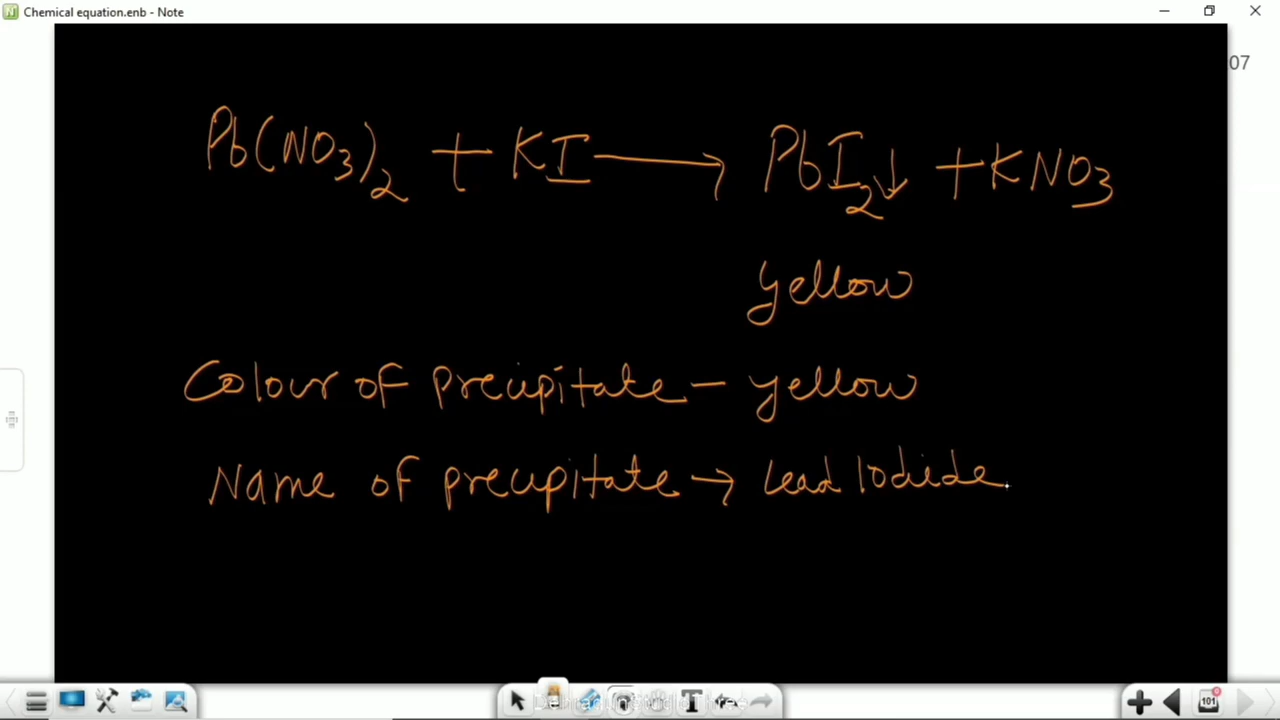 Chemical equation.enb - Note
07
Pb(NO3)2 + KI → PbI2↓ + KNO3
yellow
Colour of precipitate - yellow
Name of precipitate → Lead Iodide
T
101